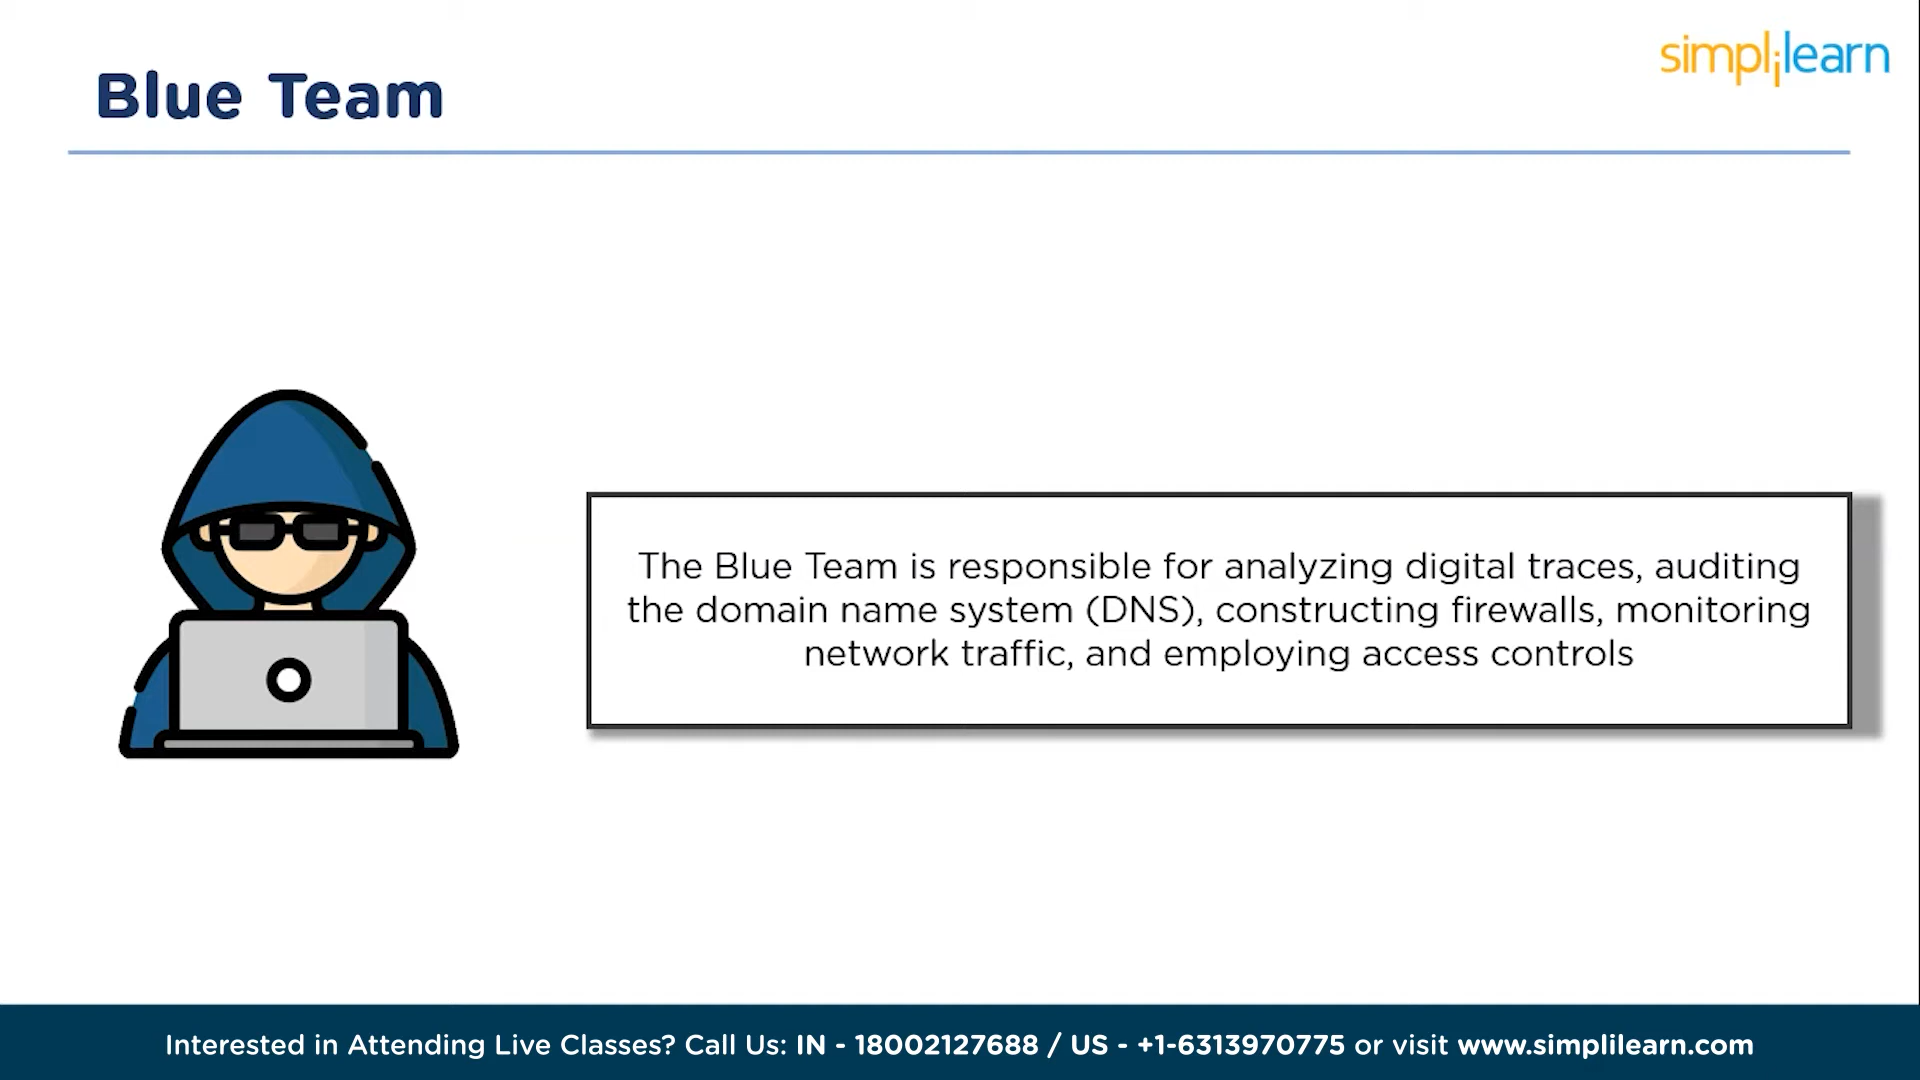 Blue Team
simplilearn
The Blue Team is responsible for analyzing digital traces, auditing
the domain name system (DNS), constructing firewalls, monitoring
network traffic, and employing access controls
Interested in Attending Live Classes? Call Us: IN - 18002127688 / US - +1-6313970775 or visit www.simplilearn.com